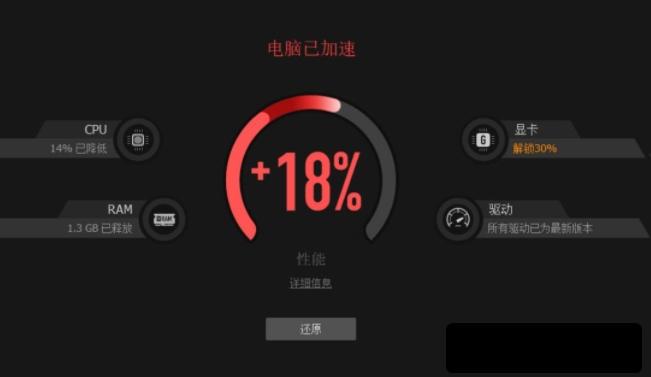 电脑已加速
CPU
14% 已降低
显卡
解锁30%
+18%
RAM
1.3 GB 已释放
驱动
所有驱动已为最新版本
性能
详细信息
还原